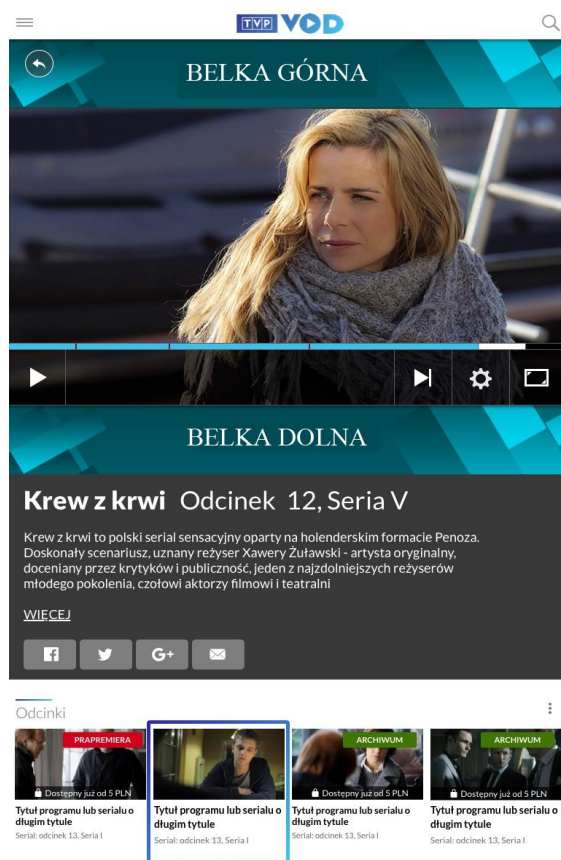 TVP VOD
BELKA GÓRNA
BELKA DOLNA
Krew z krwi Odcinek 12, Seria V
Krew z krwi to polski serial sensacyjny oparty na holenderskim formacie Penoza.
Doskonały scenariusz, uznany reżyser Xawery Żuławski - artysta oryginalny,
doceniany przez krytyków i publiczność, jeden z najzdolniejszych reżyserów
młodego pokolenia, czołowi aktorzy filmowi i teatralni
WIĘCEJ
G+
Odcinki
PRAPREMIERA
Dostępny już od 5 PLN
Tytuł programu lub serialu o
długim tytule
Serial: odcinek 13, Seria I
Tytuł programu lub serialu o
długim tytule
Serial: odcinek 13, Seria I
ARCHIWUM
Dostępny już od 5 PLN
Tytuł programu lub serialu o
długim tytule
Serial: odcinek 13, Seria I
ARCHIWUM
Dostępny już od 5 PLN
Tytuł programu lub serialu o
długim tytule
Serial: odcinek 13, Seria I